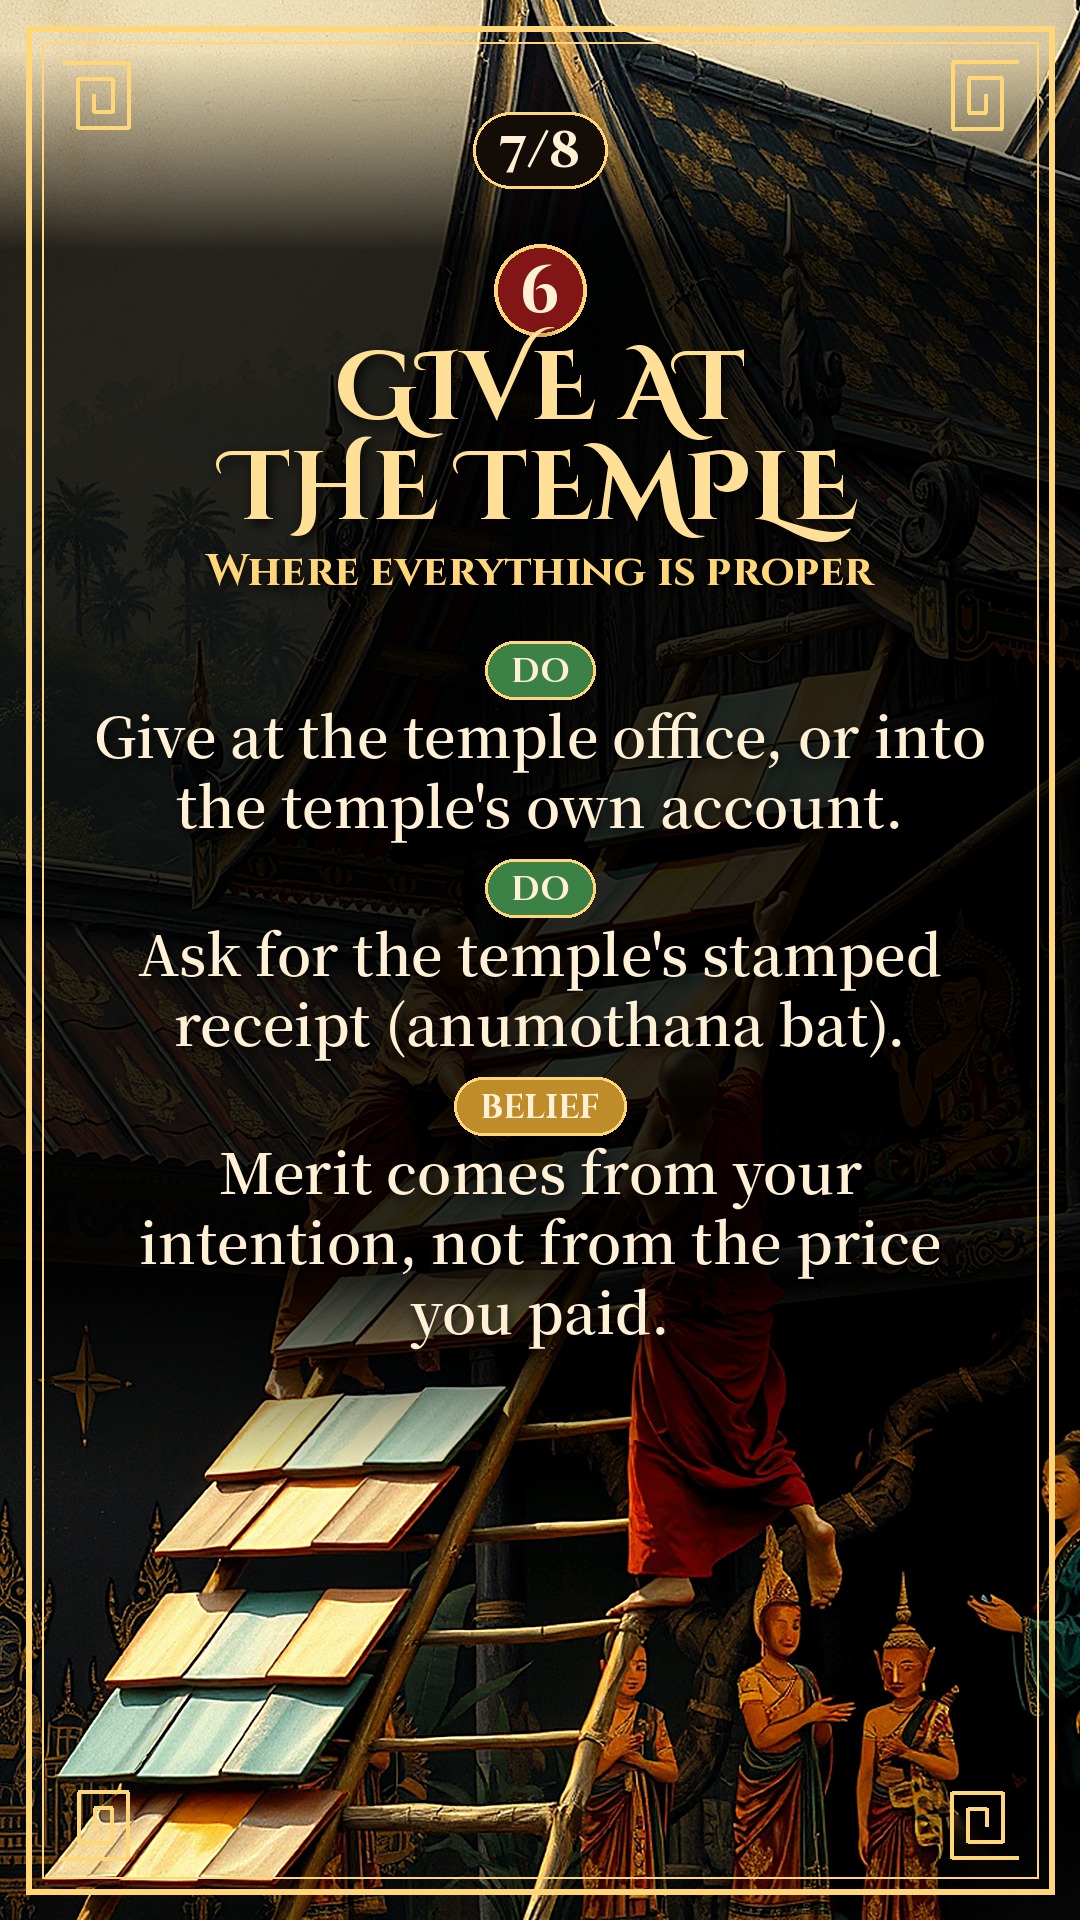 7/8
6
GIVE AT
THE TEMPLE
WHERE EVERYTHING IS PROPER
DO
Give at the temple office, or into
the temple's own account.
DO
Ask for the temple's stamped
receipt (anumothana bat).
BELIEF
Merit comes from your
intention, not from the price
you paid.